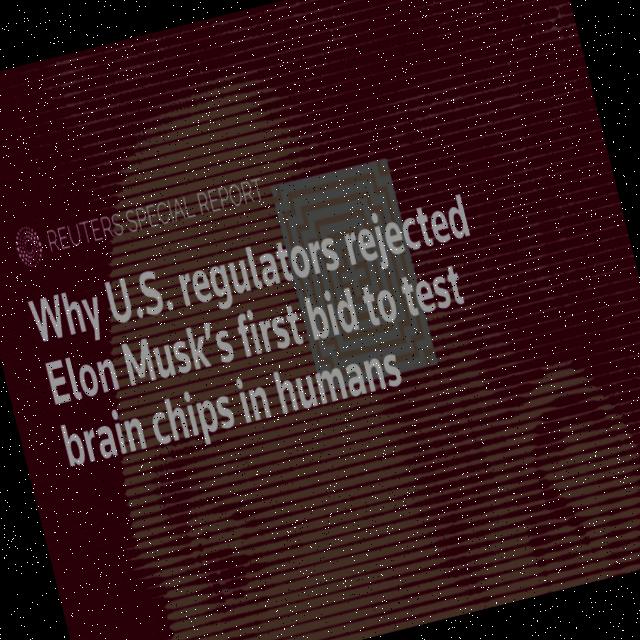 REUTERS SPECIAL REPORT
Why U.S. regulators rejected
Elon Musk's first bid to test
brain chips in humans